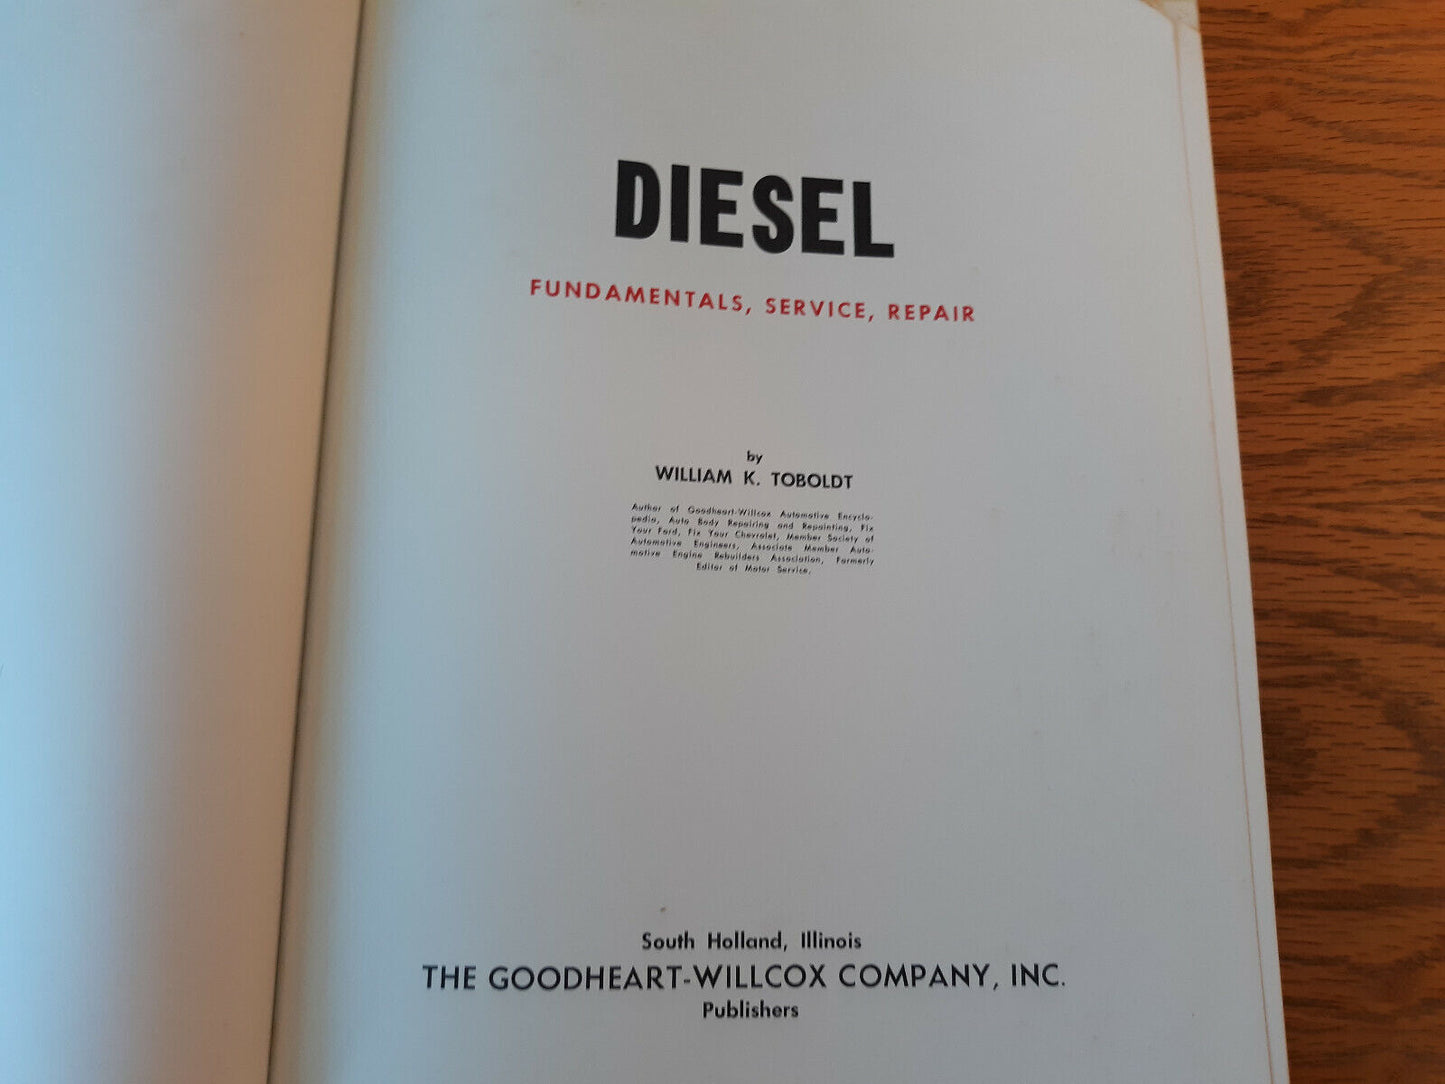 DIESEL
FUNDAMENTALS, SERVICE, REPAIR
by
WILLIAM K. TOBOLDT
Author of Goodheart-Willcox Automotive Encyclo-
pedia, Auto Body Repairing and Repainting, Fix
Your Ford, Fix Your Chevrolet, Member Society of
Automotive Engineers, Associate Member Auto-
motive Engine Rebuilders Association, Formerly
Editor of Motor Service.
South Holland, Illinois
THE GOODHEART-WILLCOX COMPANY, INC.
Publishers